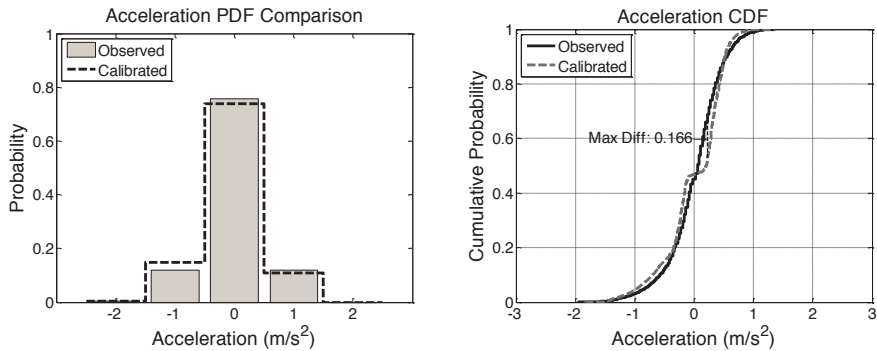 Acceleration PDF Comparison
1
0.8
0.6
0.4
0.2
0
Probability
Observed
Calibrated
-2 -1 0 1 2
Acceleration (m/s²)
Acceleration CDF
1
0.8
0.6
0.4
0.2
0
Cumulative Probability
Observed
Calibrated
Max Diff: 0.166
-3 -2 -1 0 1 2 3
Acceleration (m/s²)